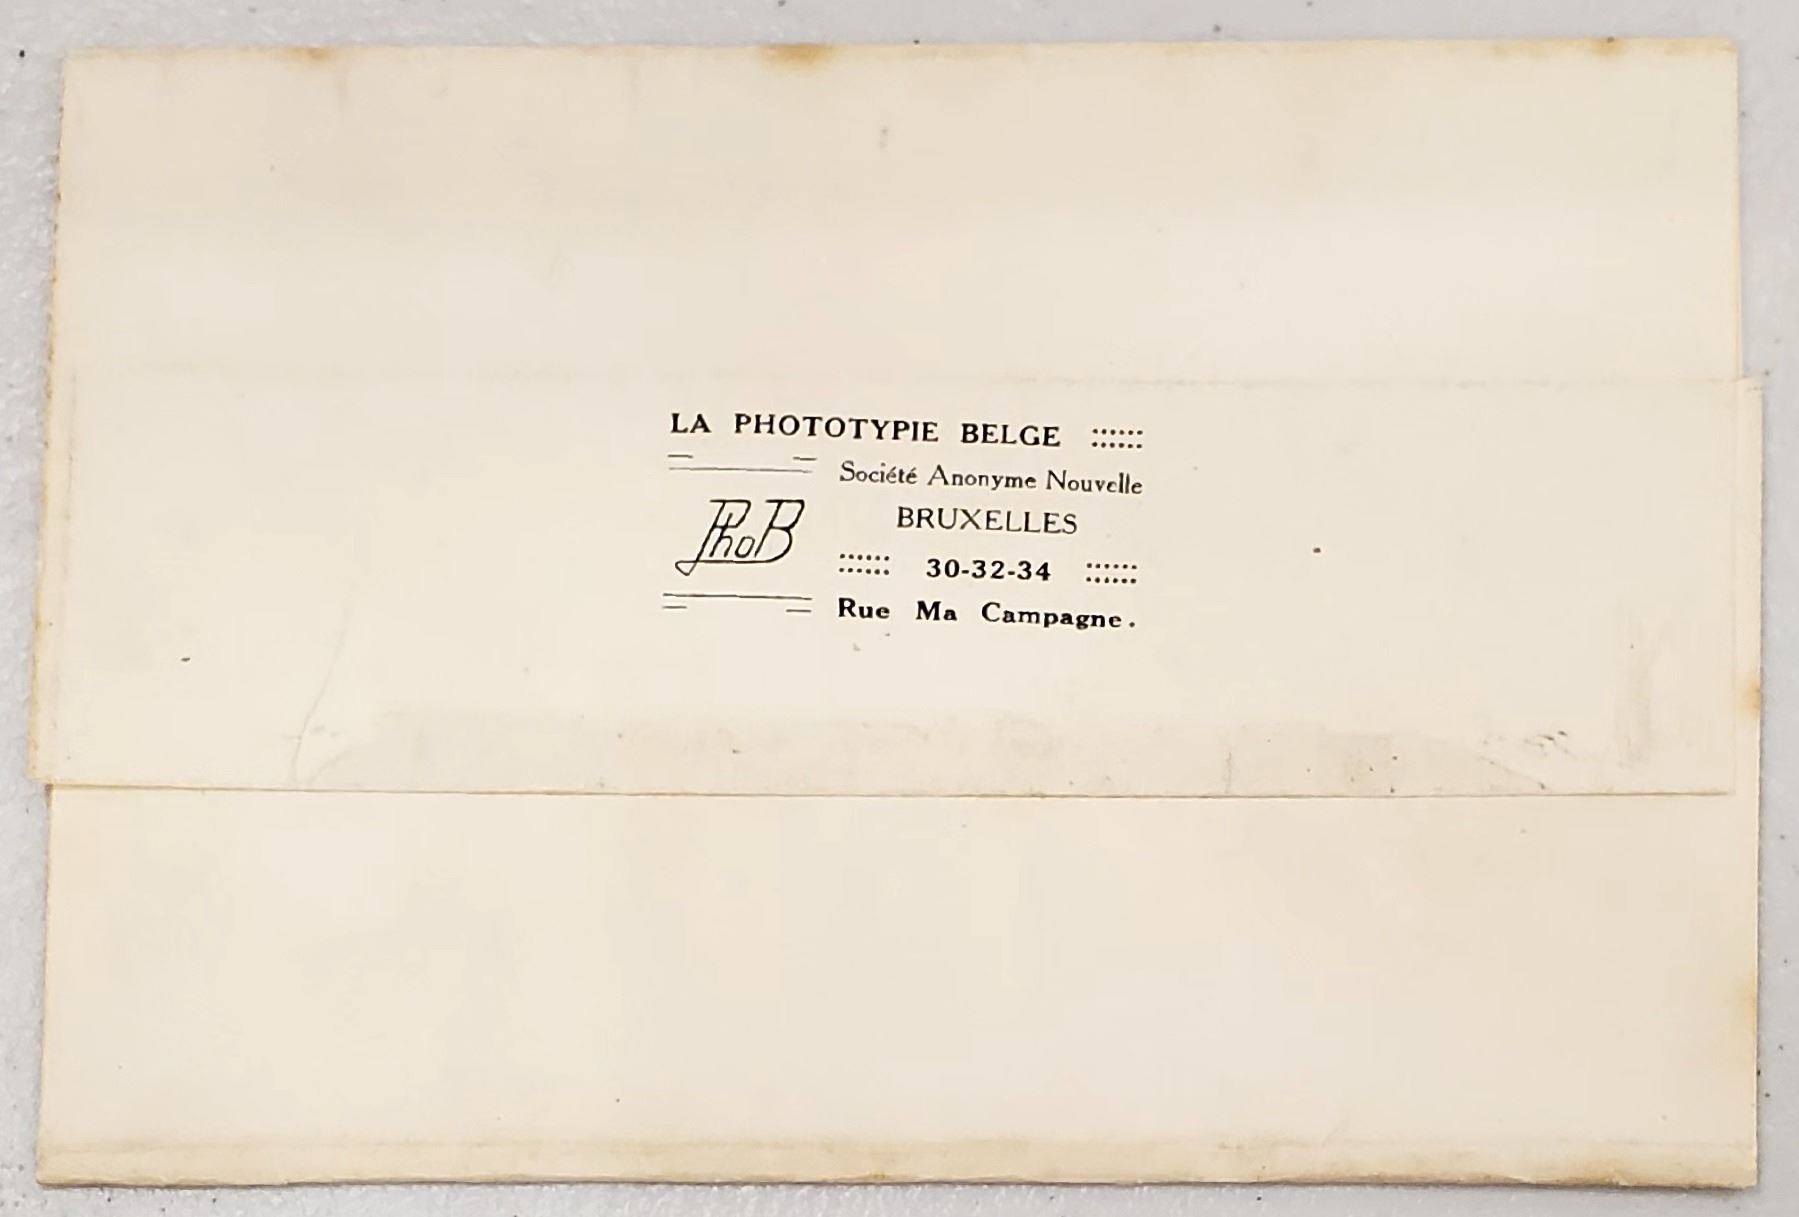 LA PHOTOTYPIE BELGE
Société Anonyme Nouvelle
PhoB
BRUXELLES
30-32-34
Rue Ma Campagne.